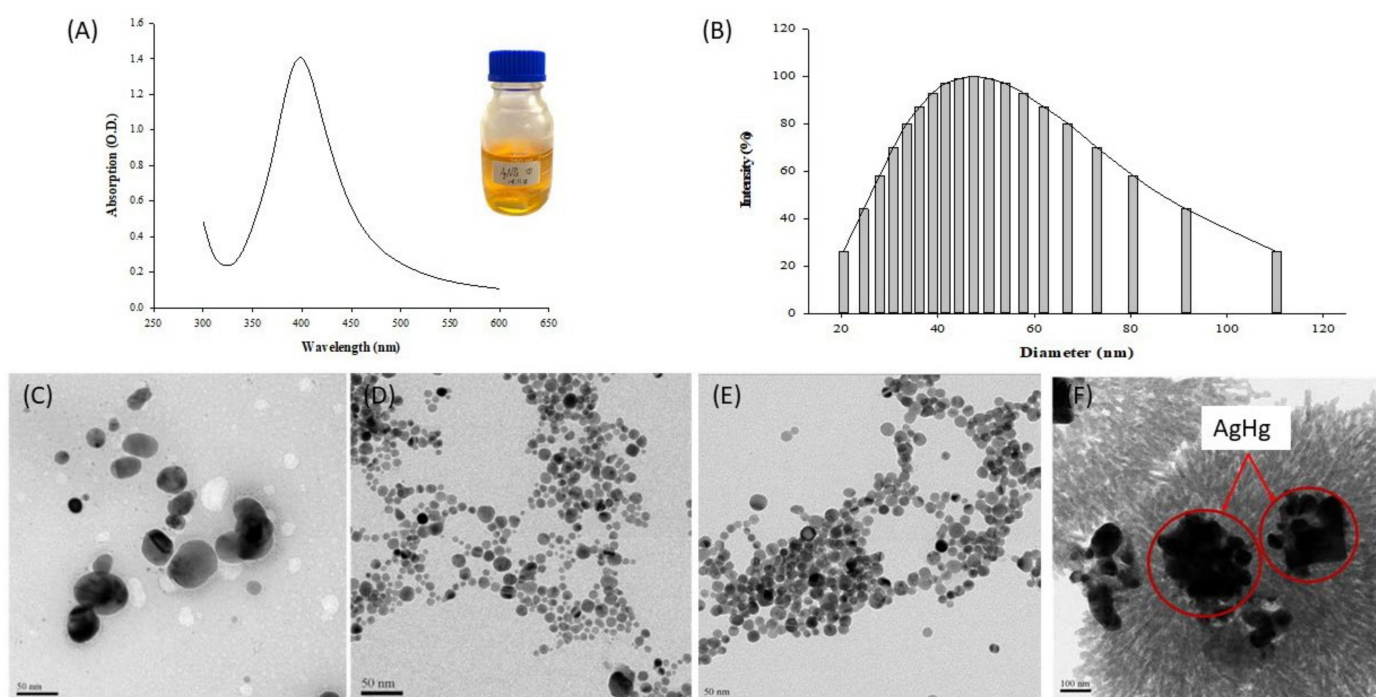 (A)
1.6
1.4
1.2
1.0
0.8
0.6
0.4
0.2
0.0
250 300 350 400 450 500 550 600 650
Absorption (O.D.)
Wavelength (nm)
(B)
120
100
80
60
40
20
0
20 40 60 80 100 120
Intensity (%)
Diameter (nm)
(C)
50 nm
(D)
50 nm
(E)
50 nm
(F)
AgHg
100 nm